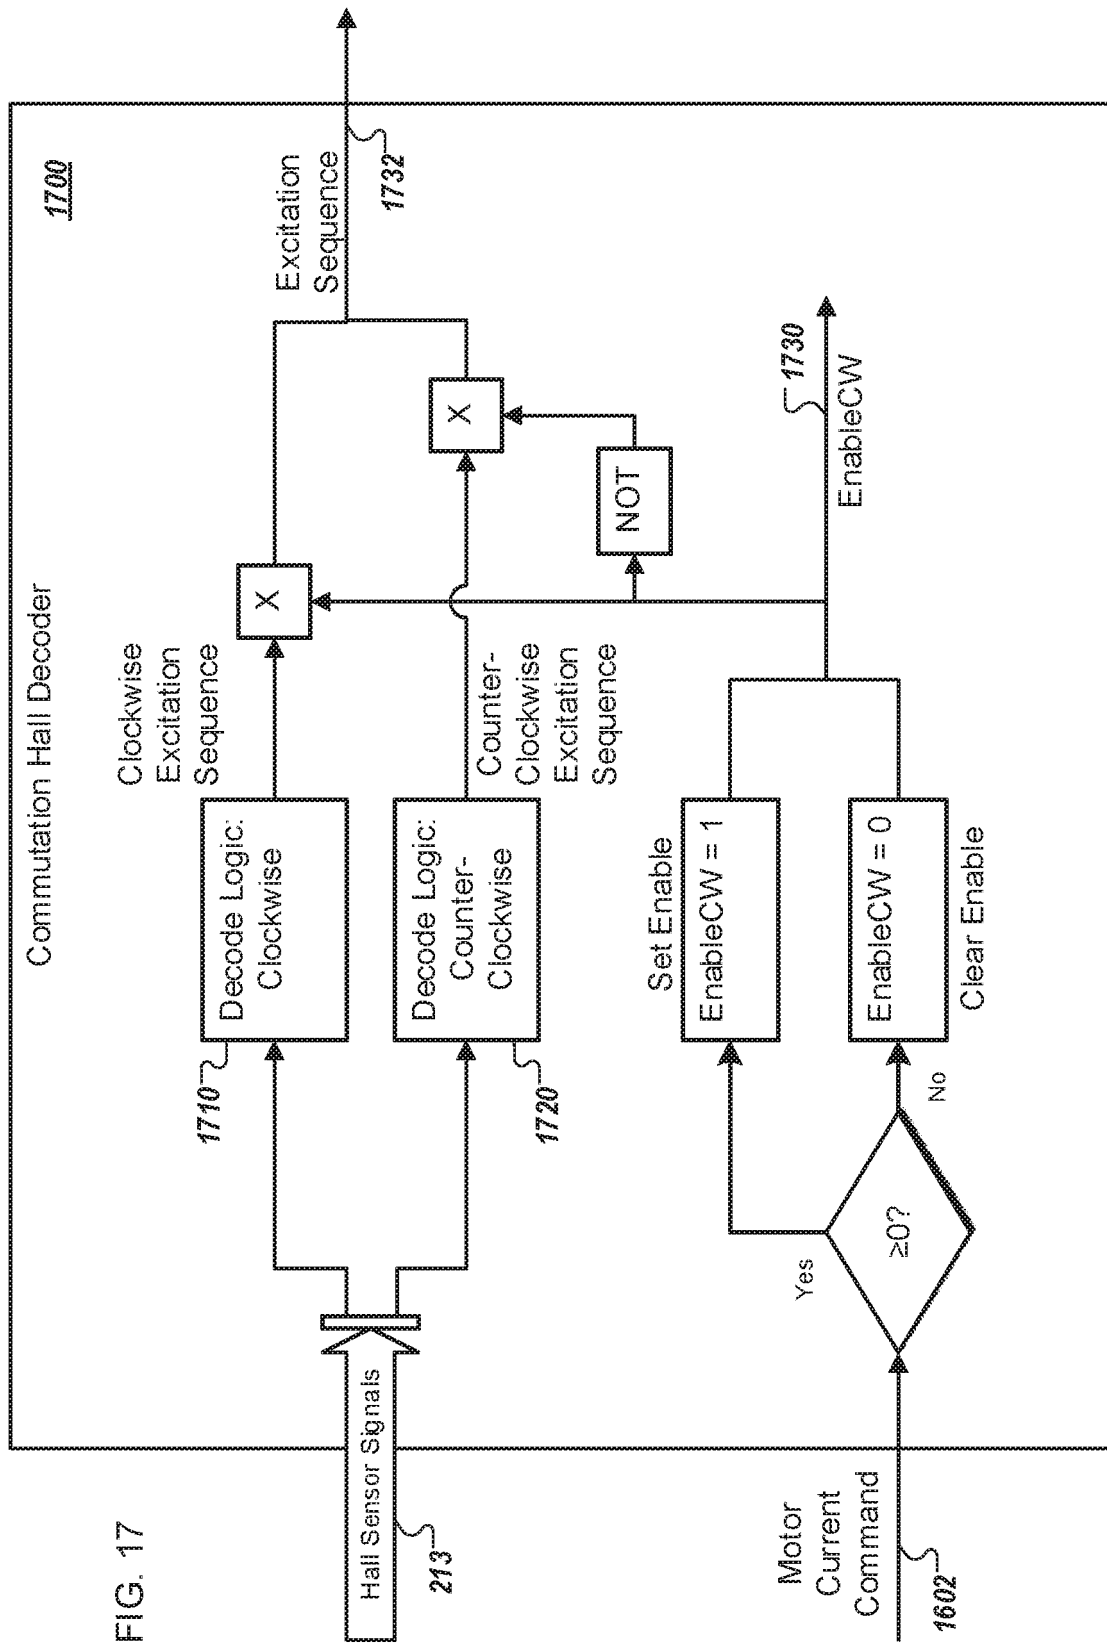 FIG. 17
Commutation Hall Decoder
1700
Hall Sensor Signals
213
1710
Decode Logic:
Clockwise
Clockwise
Excitation
Sequence
X
Excitation
Sequence
1732
1720
Decode Logic:
Counter-
Clockwise
Counter-
Clockwise
Excitation
Sequence
X
NOT
Motor
Current
Command
1602
≥0?
Yes
No
Set Enable
EnableCW = 1
EnableCW = 0
Clear Enable
1730
EnableCW